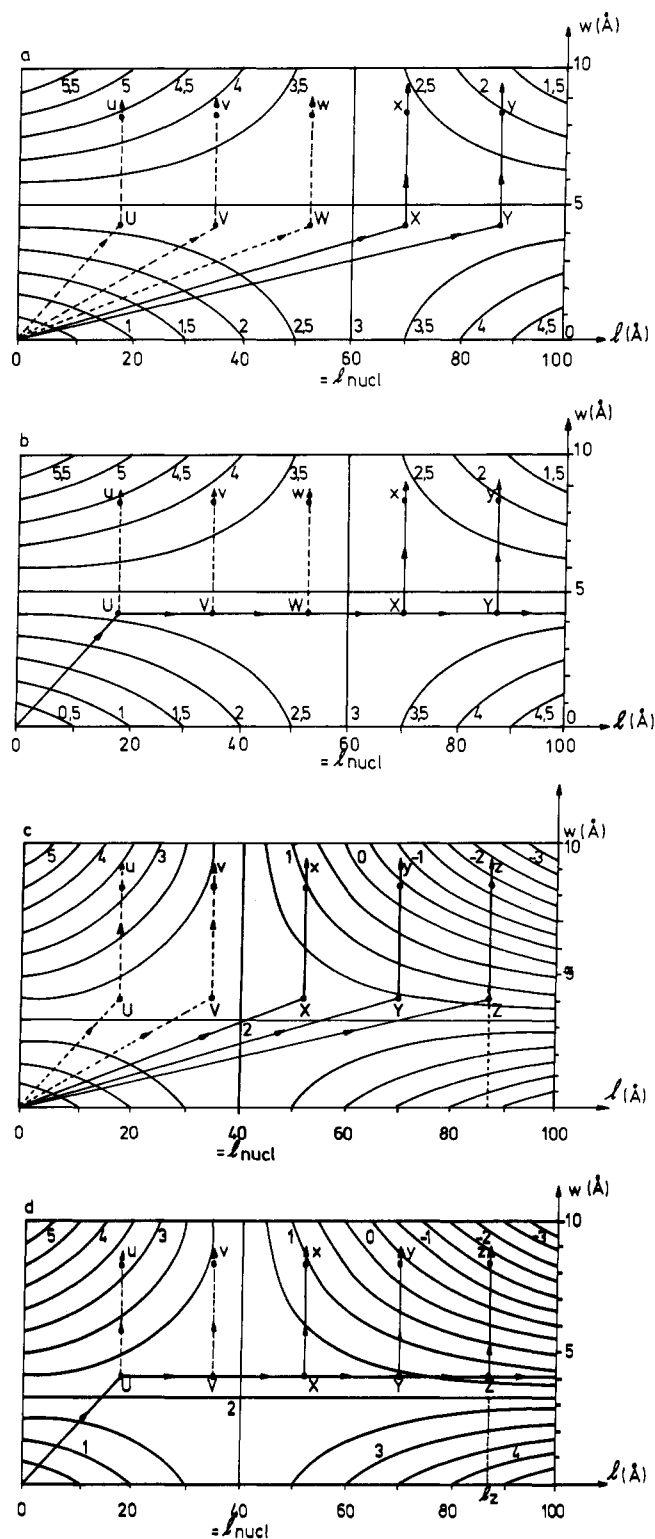 w(Å)
a
10
5,5 5 4,5 4 3,5 2,5 2 1,5
u v w x y
5
U V W X Y
1 1,5 2 2,5 3 3,5 4 4,5 0
0 20 40 60 80 100 ℓ(Å)
= ℓnucl
w(Å)
b
10
5,5 5 4,5 4 3,5 2,5 2 1,5
u v w x y
5
U V W X Y
0,5 1 1,5 2 2,5 3 3,5 4 4,5 0
0 20 40 60 80 100 ℓ(Å)
= ℓnucl
w(Å)
c
10
5 4 3 1 0 -1 -2 -3
u v x y z
U V X Y Z
2
0 20 40 60 80 100 ℓ(Å)
= ℓnucl
w(Å)
d
10
5 4 3 1 0 -1 -2 -3
u v x y z
5
U V X Y Z
2
1 3 4
0 20 40 60 80 ℓz 100 ℓ(Å)
= ℓnucl